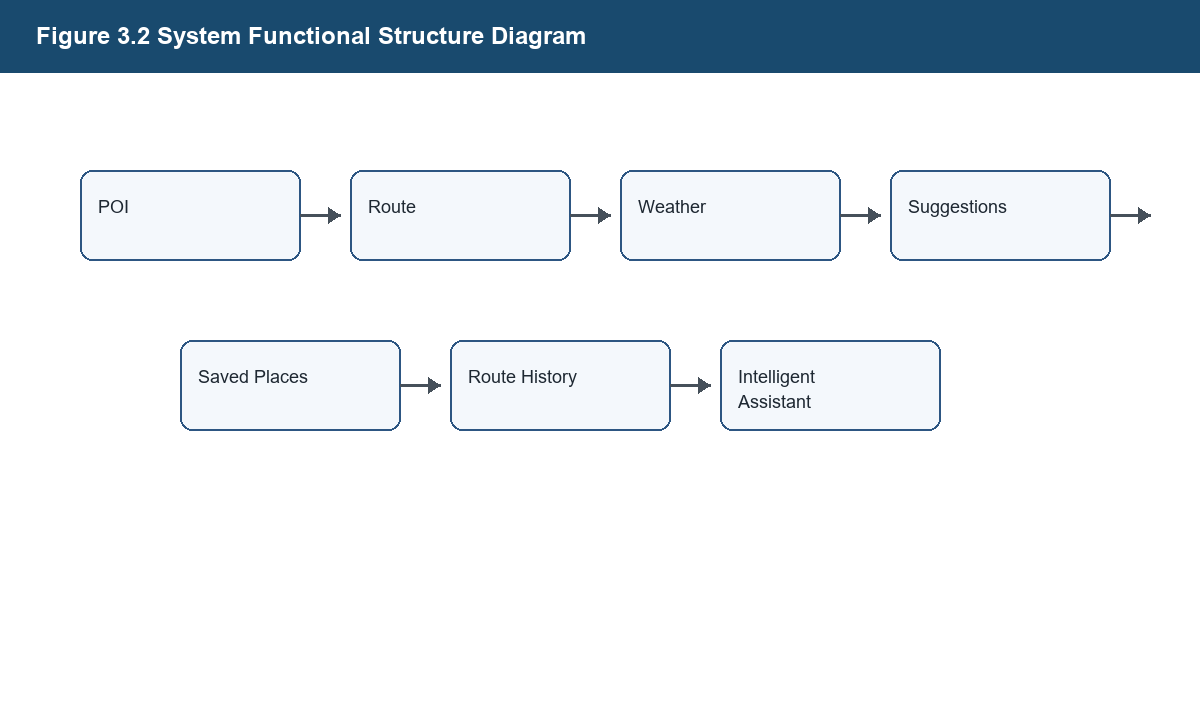 Figure 3.2 System Functional Structure Diagram
POI
Route
Weather
Suggestions
Saved Places
Route History
Intelligent
Assistant